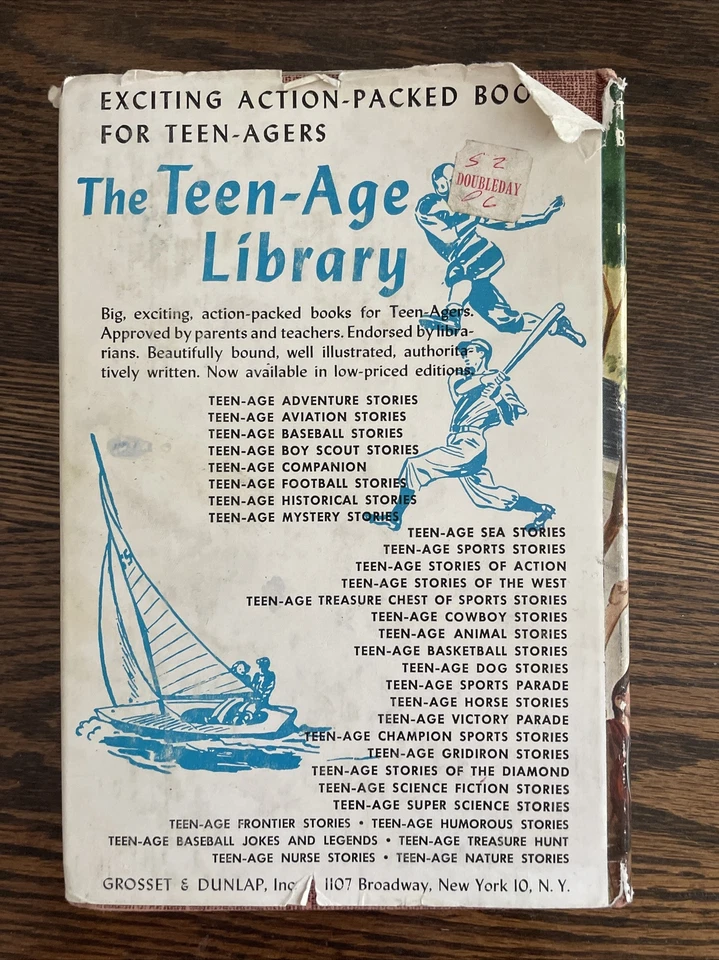 EXCITING ACTION-PACKED
FOR TEEN-AGERS
The Teen-Age
Library
52
DOUBLEDAY
Big, exciting, action-packed books for Teen-Agers.
Approved by parents and teachers. Endorsed by libra-
rians. Beautifully bound, well illustrated, authorita-
tively written. Now available in low-priced editions.
TEEN-AGE ADVENTURE STORIES
TEEN-AGE AVIATION STORIES
TEEN-AGE BASEBALL STORIES
TEEN-AGE BOY SCOUT STORIES
TEEN-AGE COMPANION
TEEN-AGE FOOTBALL STORIES
TEEN-AGE HISTORICAL STORIES
TEEN-AGE MYSTERY STORIES
TEEN-AGE SEA STORIES
TEEN-AGE SPORTS STORIES
TEEN-AGE STORIES OF ACTION
TEEN-AGE STORIES OF THE WEST
TEEN-AGE TREASURE CHEST OF SPORTS STORIES
TEEN-AGE COWBOY STORIES
TEEN-AGE ANIMAL STORIES
TEEN-AGE BASKETBALL STORIES
TEEN-AGE DOG STORIES
TEEN-AGE SPORTS PARADE
TEEN-AGE HORSE STORIES
TEEN-AGE VICTORY PARADE
TEEN-AGE CHAMPION SPORTS STORIES
TEEN-AGE GRIDIRON STORIES
TEEN-AGE STORIES OF THE DIAMOND
TEEN-AGE SCIENCE FICTION STORIES
TEEN-AGE SUPER SCIENCE STORIES
TEEN-AGE FRONTIER STORIES • TEEN-AGE HUMOROUS STORIES
TEEN-AGE BASEBALL JOKES AND LEGENDS • TEEN-AGE TREASURE HUNT
TEEN-AGE NURSE STORIES • TEEN-AGE NATURE STORIES
GROSSET & DUNLAP, Inc. 1107 Broadway, New York 10, N. Y.